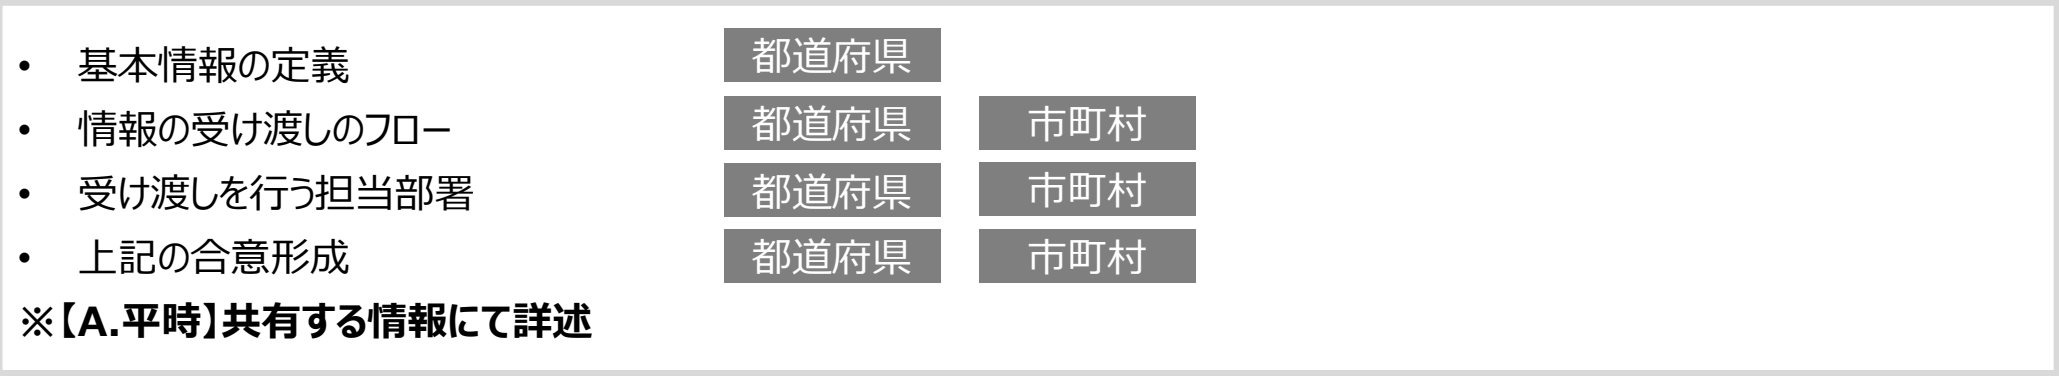 • 基本情報の定義 都道府県
• 情報の受け渡しのフロー 都道府県 市町村
• 受け渡しを行う担当部署 都道府県 市町村
• 上記の合意形成 都道府県 市町村
※【A.平時】共有する情報にて詳述